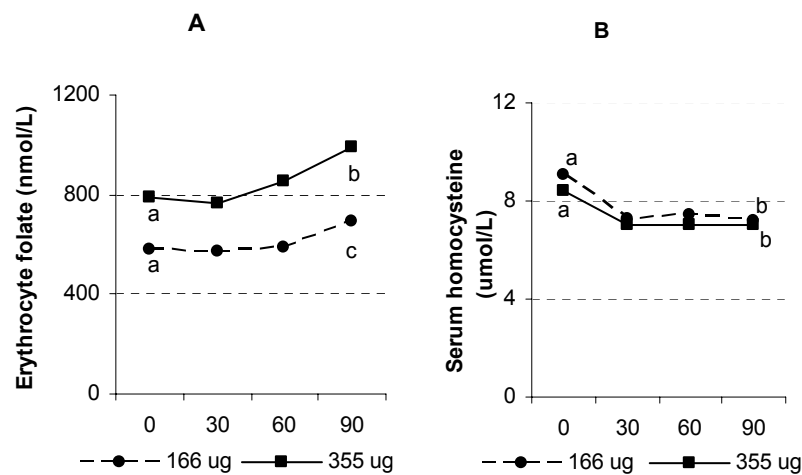 A
Erythrocyte folate (nmol/L)
1200
800
400
0
a
b
a
c
0 30 60 90
166 ug 355 ug
B
Serum homocysteine
(umol/L)
12
8
4
0
a
a
b
b
0 30 60 90
166 ug 355 ug